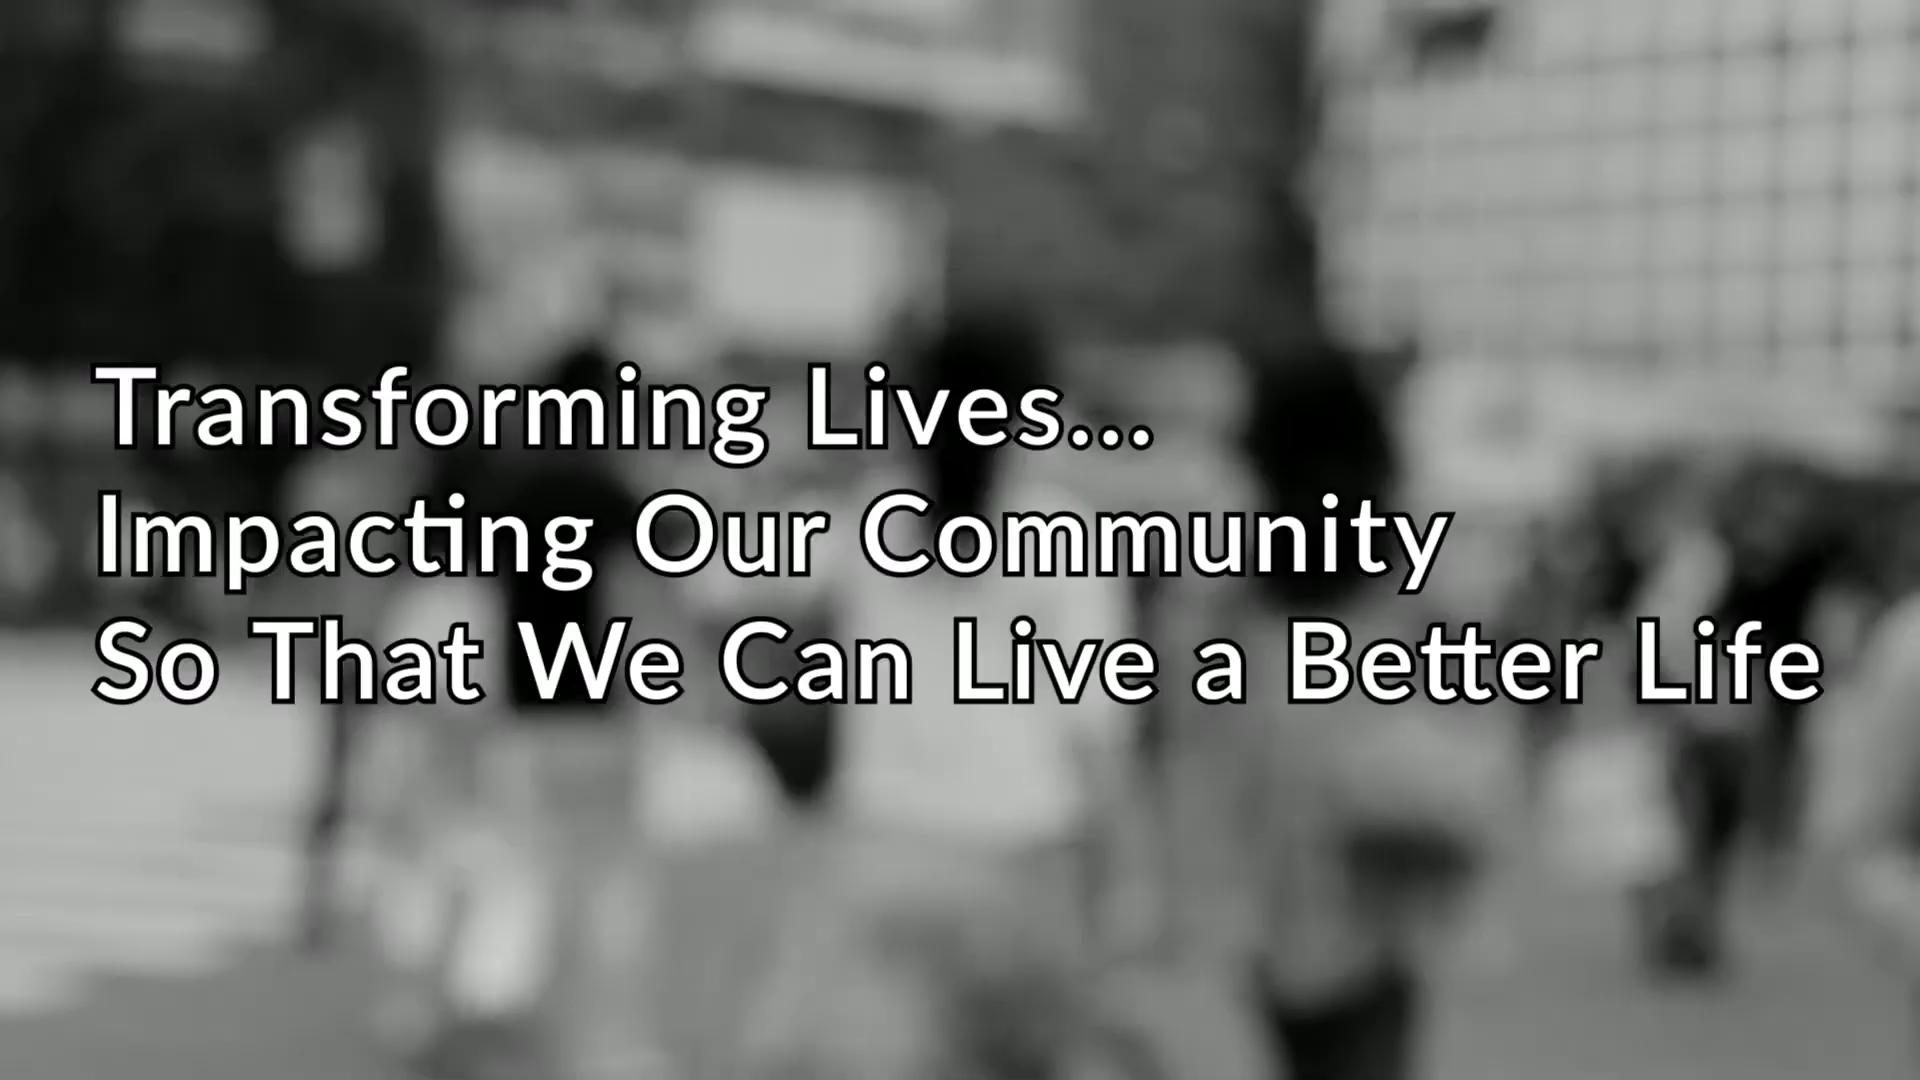 Transforming Lives...
Impacting Our Community
So That We Can Live a Better Life